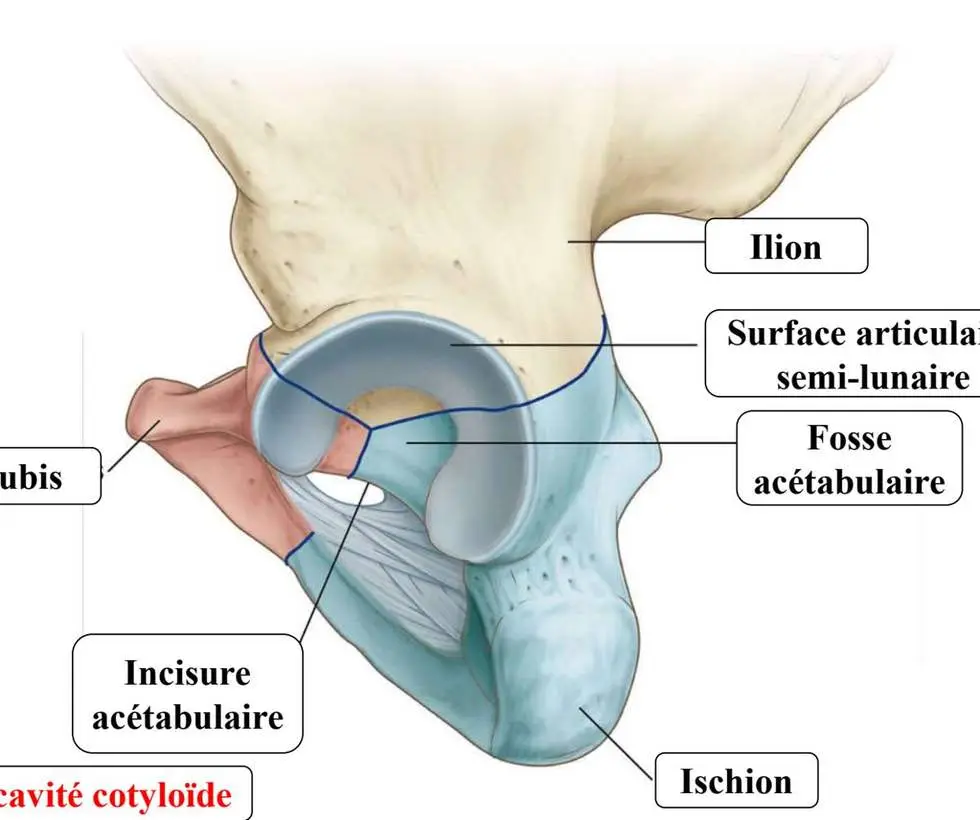 Ilion
Surface articulai
semi-lunaire
Fosse
acétabulaire
ubis
Incisure
acétabulaire
cavité cotyloïde
Ischion